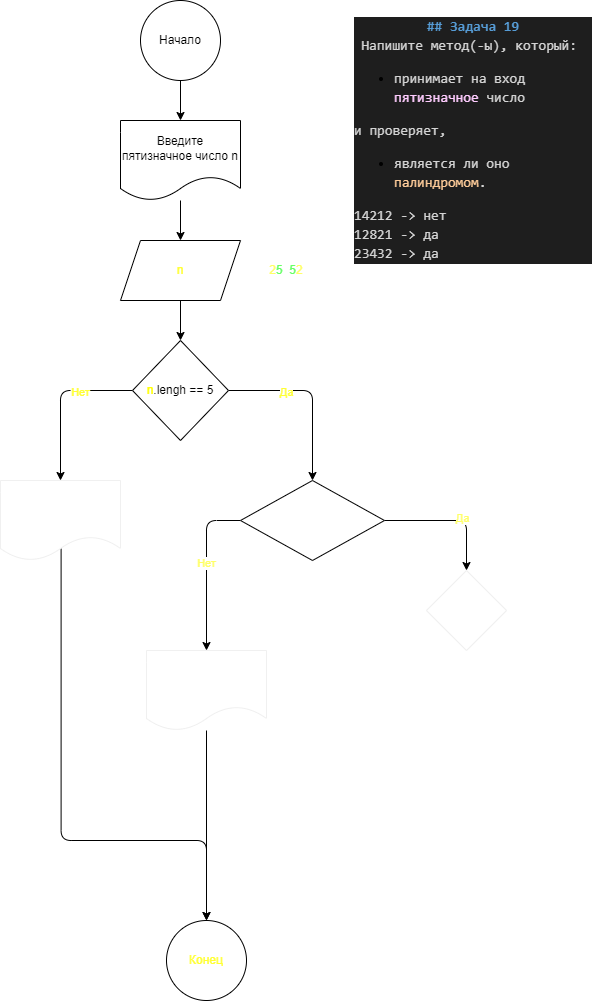 Начало
## Задача 19
Напишите метод(-ы), который:
принимает на вход
пятизначное число
и проверяет,
является ли оно
палиндромом.
14212 -> нет
12821 -> да
23432 -> да
Введите
пятизначное число n
n
25 52
n.lengh == 5
Нет
Да
Да
Нет
Конец